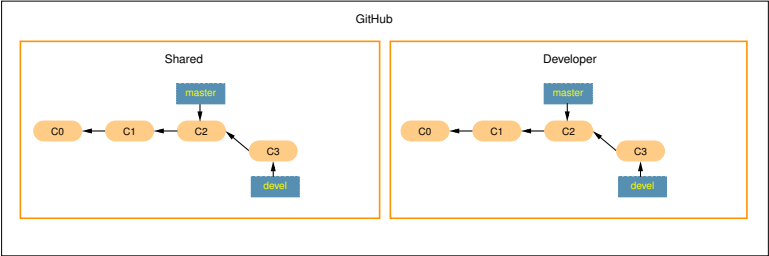 GitHub
Shared
master
C0
C1
C2
C3
devel
Developer
master
C0
C1
C2
C3
devel